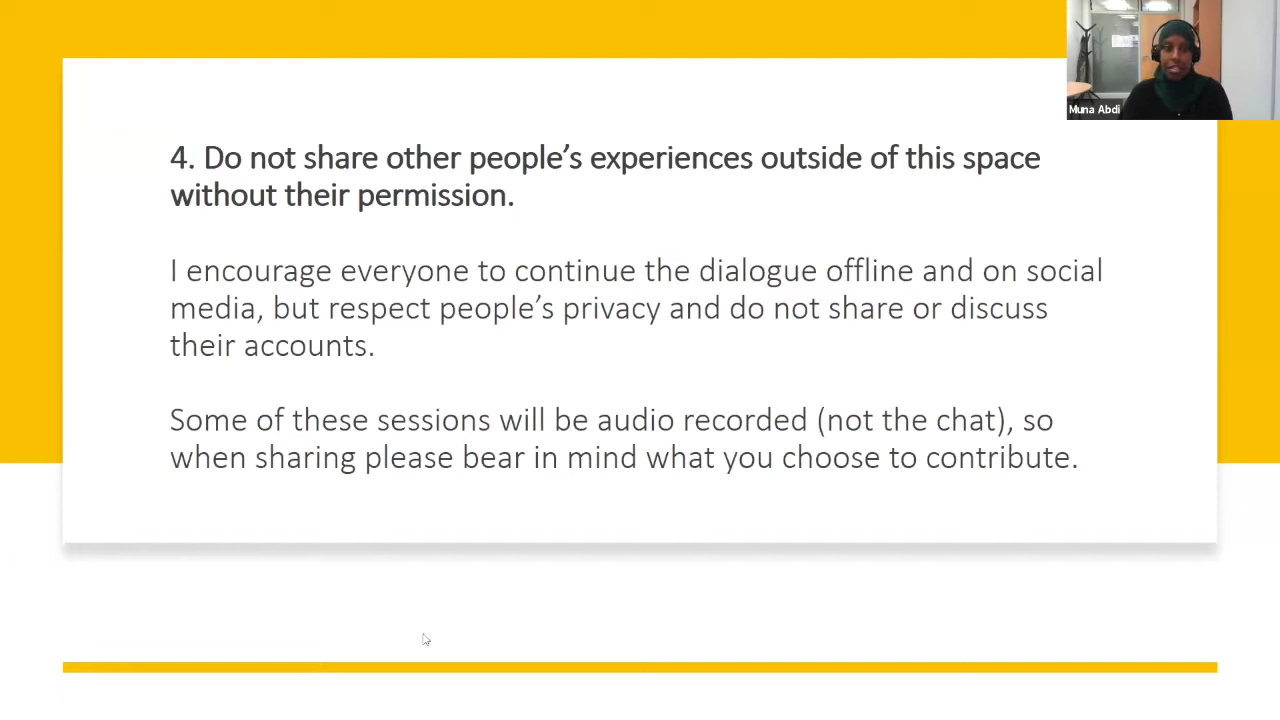 Muna Abdi
4. Do not share other people’s experiences outside of this space
without their permission.
I encourage everyone to continue the dialogue offline and on social
media, but respect people’s privacy and do not share or discuss
their accounts.
Some of these sessions will be audio recorded (not the chat), so
when sharing please bear in mind what you choose to contribute.